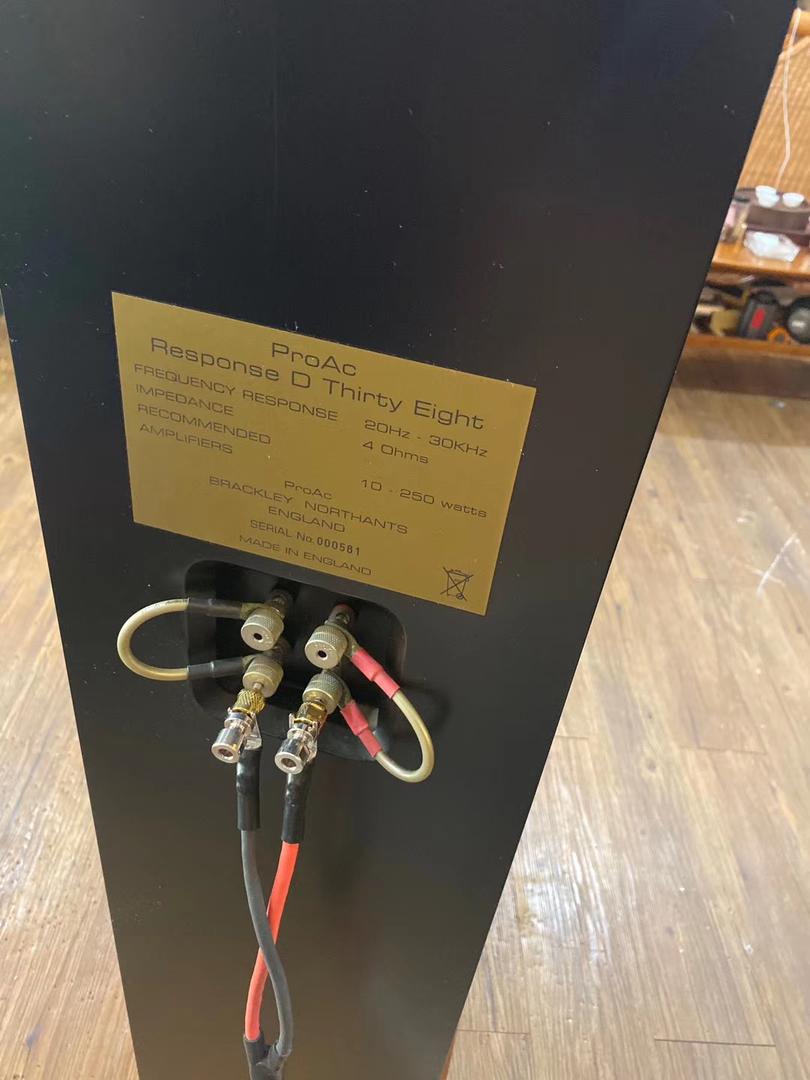 ProAc
Response D Thirty Eight
FREQUENCY RESPONSE 20Hz - 30KHz
IMPEDANCE 4 Ohms
RECOMMENDED
AMPLIFIERS 10 - 250 watts
ProAc
BRACKLEY NORTHANTS
ENGLAND
SERIAL No. 000581
MADE IN ENGLAND